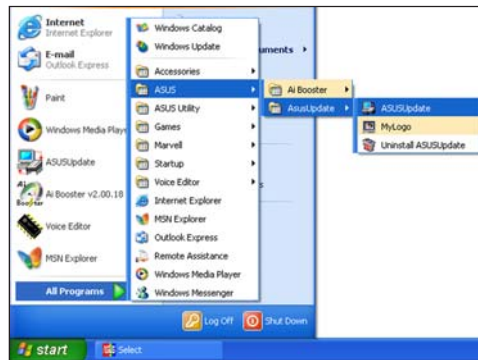 Internet
Internet Explorer
E-mail
Outlook Express
Paint
Windows Media Playe
ASUSUpdate
Ai Booster v2.00.18
Voice Editor
MSN Explorer
All Programs
Windows Catalog
Windows Update
Accessories
ASUS
ASUS Utility
Games
Marvell
Startup
Voice Editor
Internet Explorer
MSN Explorer
Outlook Express
Remote Assistance
Windows Media Player
Windows Messenger
uments
Ai Booster
AsusUpdate
ASUSUpdate
MyLogo
Uninstall ASUSUpdate
Log Off
Shut Down
start
Select